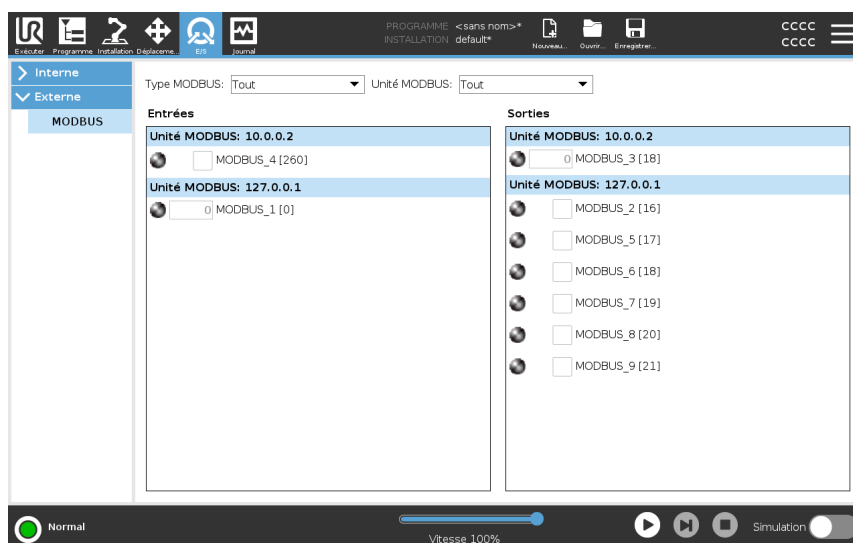 PROGRAMME <sans nom>*
INSTALLATION default*
CCCC
CCCC
Exécuter Programme Installation Déplaceme... E/S Journal Nouveau... Ouvrir... Enregistrer...
Interne
Externe
MODBUS
Type MODBUS: Tout Unité MODBUS: Tout
Entrées
Unité MODBUS: 10.0.0.2
MODBUS_4 [260]
Unité MODBUS: 127.0.0.1
0 MODBUS_1 [0]
Sorties
Unité MODBUS: 10.0.0.2
0 MODBUS_3 [18]
Unité MODBUS: 127.0.0.1
MODBUS_2 [16]
MODBUS_5 [17]
MODBUS_6 [18]
MODBUS_7 [19]
MODBUS_8 [20]
MODBUS_9 [21]
Normal
Vitesse 100%
Simulation